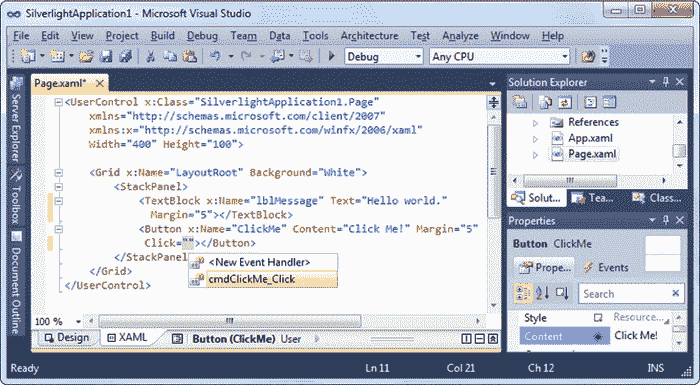 SilverlightApplication1 - Microsoft Visual Studio
File Edit View Project Build Debug Team Data Tools Architecture Test Analyze Window Help
Debug Any CPU
Server Explorer
Toolbox
Document Outline
Page.xaml*
<UserControl x:Class="SilverlightApplication1.Page"
xmlns="http://schemas.microsoft.com/client/2007"
xmlns:x="http://schemas.microsoft.com/winfx/2006/xaml"
Width="400" Height="100">
<Grid x:Name="LayoutRoot" Background="White">
<StackPanel>
<TextBlock x:Name="lblMessage" Text="Hello world."
Margin="5"></TextBlock>
<Button x:Name="ClickMe" Content="Click Me!" Margin="5"
Click=""></Button>
</StackPanel
</Grid>
</UserControl>
<New Event Handler>
cmdClickMe_Click
100 %
Design XAML Button (ClickMe) User
Solution Explorer
References
App.xaml
Page.xaml
Solut... Tea... Class...
Properties
Button ClickMe
Prope... Events
Search
Style Resource...
Content Click Me!
Ready Ln 11 Col 21 Ch 12 INS